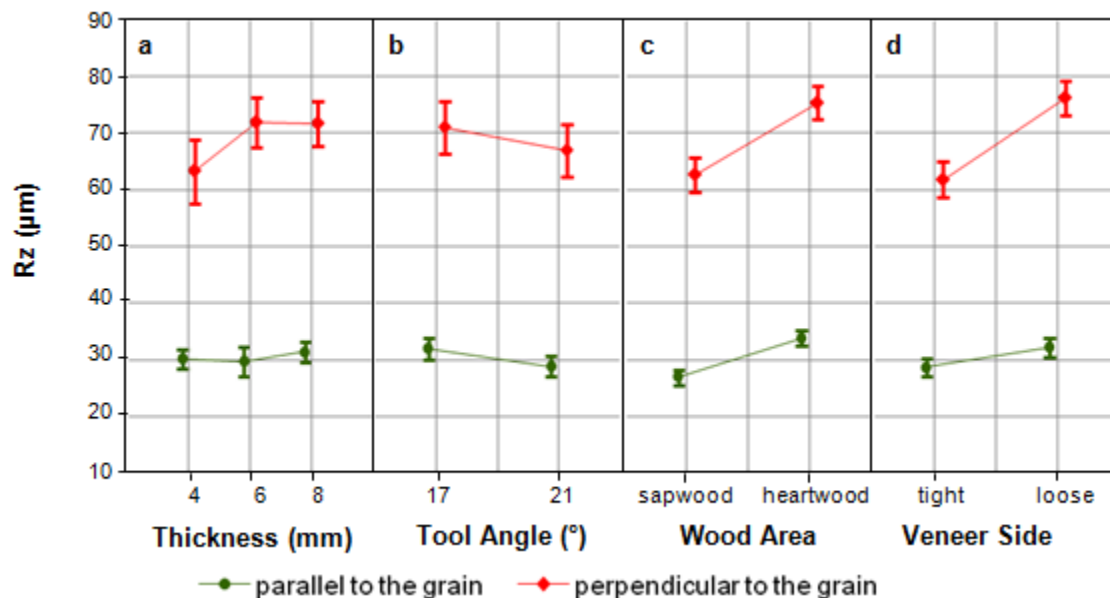 a b c d
90
80
70
60
50
40
30
20
10
Rz (µm)
4 6 8 17 21 sapwood heartwood tight loose
Thickness (mm) Tool Angle (°) Wood Area Veneer Side
parallel to the grain perpendicular to the grain